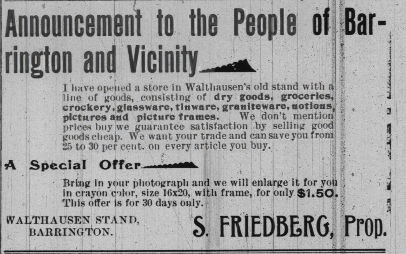 Announcement to the People of Bar-
rington and Vicinity
I have opened a store in Walthausen's old stand with a
line of goods, consisting of dry goods, groceries,
crockery, glassware, tinware, graniteware, notions,
pictures and picture frames. We don't mention
prices buy we guarantee satisfaction by selling good
goods cheap. We want your trade and can save you from
25 to 30 per cent. on every article you buy.
A Special Offer
Bring in your photograph and we will enlarge it for you
in crayon color, size 16x20, with frame, for only $1.50.
This offer is for 30 days only.
WALTHAUSEN STAND,
BARRINGTON.
S. FRIEDBERG, Prop.